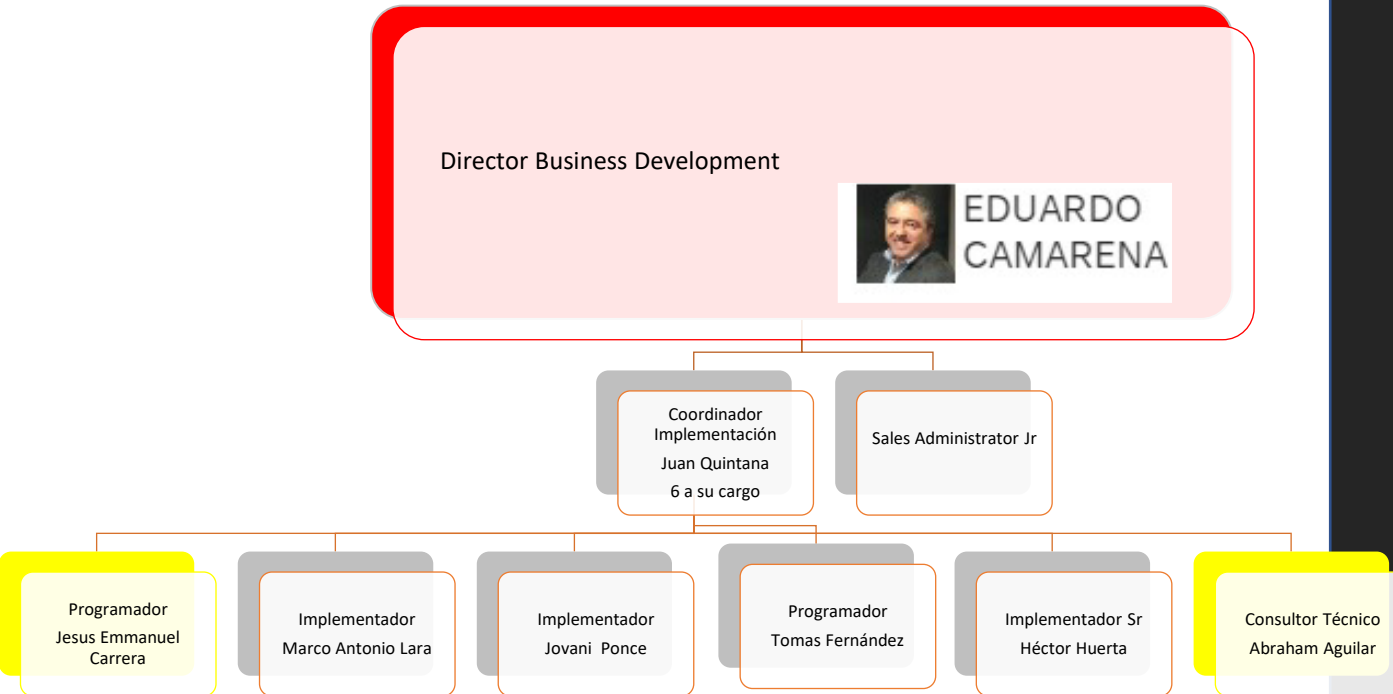 Director Business Development
EDUARDO
CAMARENA
Coordinador
Implementación
Juan Quintana
6 a su cargo
Sales Administrator Jr
Programador
Jesus Emmanuel
Carrera
Implementador
Marco Antonio Lara
Implementador
Jovani  Ponce
Programador
Tomas Fernández
Implementador Sr
Héctor Huerta
Consultor Técnico
Abraham Aguilar